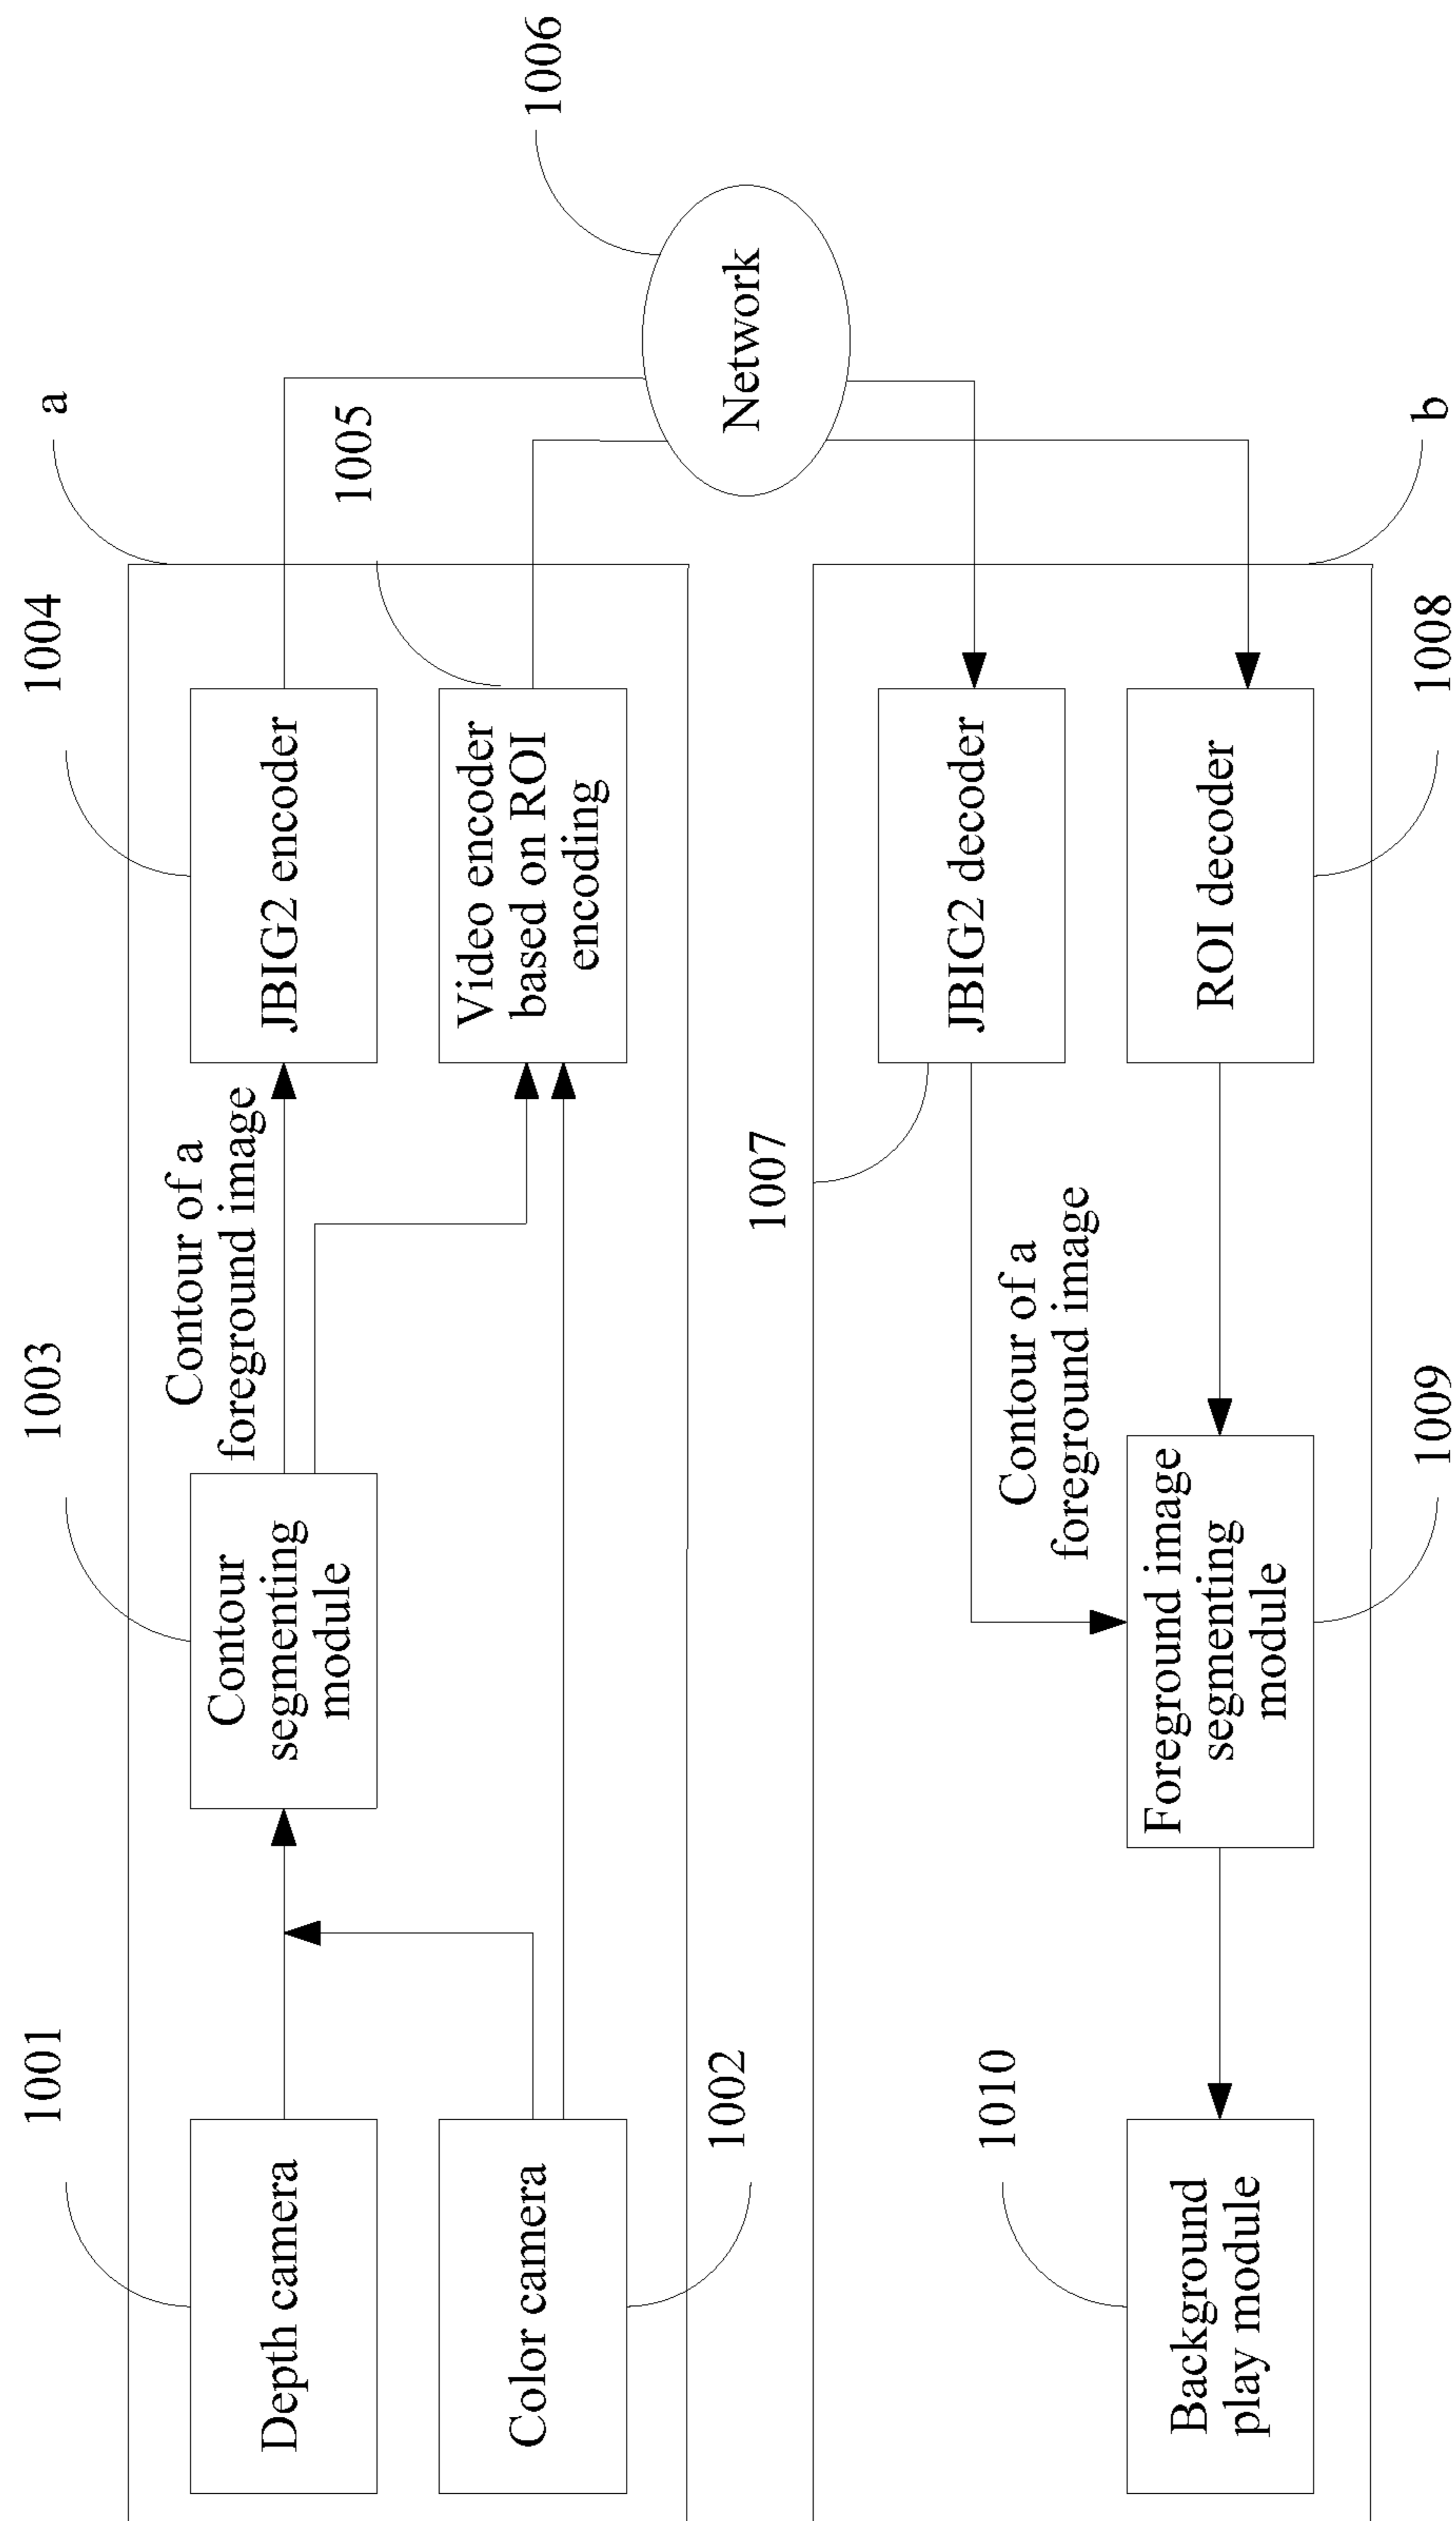 1001
1003
1004
a
Depth camera
Contour
segmenting
module
Contour of a
foreground image
JBIG2 encoder
1005
1006
Color camera
Video encoder
based on ROI
encoding
1002
Network
1007
JBIG2 decoder
1010
Contour of a
foreground image
Background
play module
Foreground image
segmenting
module
ROI decoder
1009
1008
b